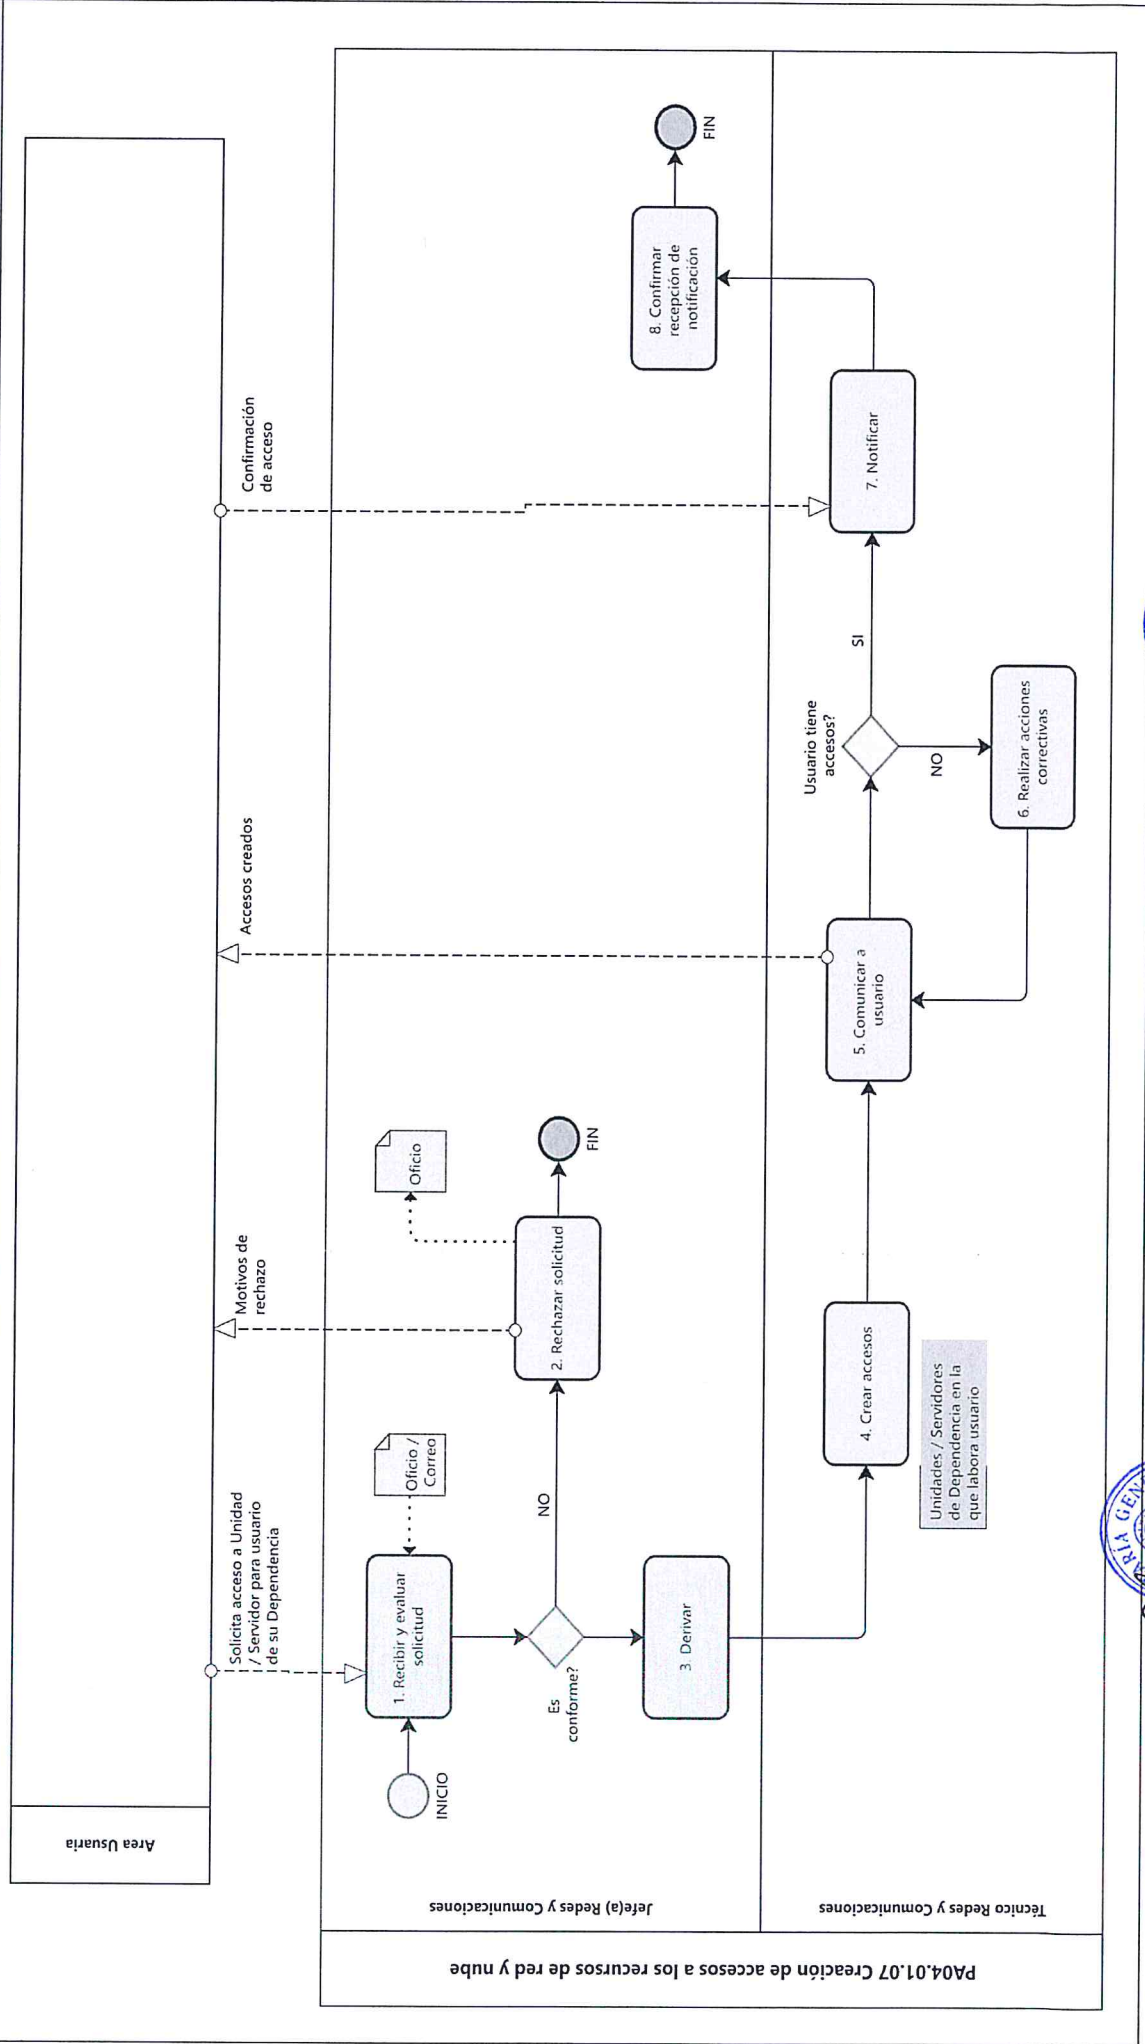 PA04.01.07 Creación de accesos a los recursos de red y nube
Area Usuaria
Jefe(a) Redes y Comunicaciones
Técnico Redes y Comunicaciones
Solicita acceso a Unidad
/ Servidor para usuario
de su Dependencia
Motivos de
rechazo
Accesos creados
Confirmación
de acceso
INICIO
1. Recibir y evaluar
solicitud
Oficio /
Correo
Es
conforme?
NO
2. Rechazar solicitud
Oficio
FIN
3. Derivar
4. Crear accesos
Unidades / Servidores
de Dependencia en la
que labora usuario
5. Comunicar a
usuario
Usuario tiene
accesos?
NO
6. Realizar acciones
correctivas
SI
7. Notificar
8. Confirmar
recepción de
notificación
FIN